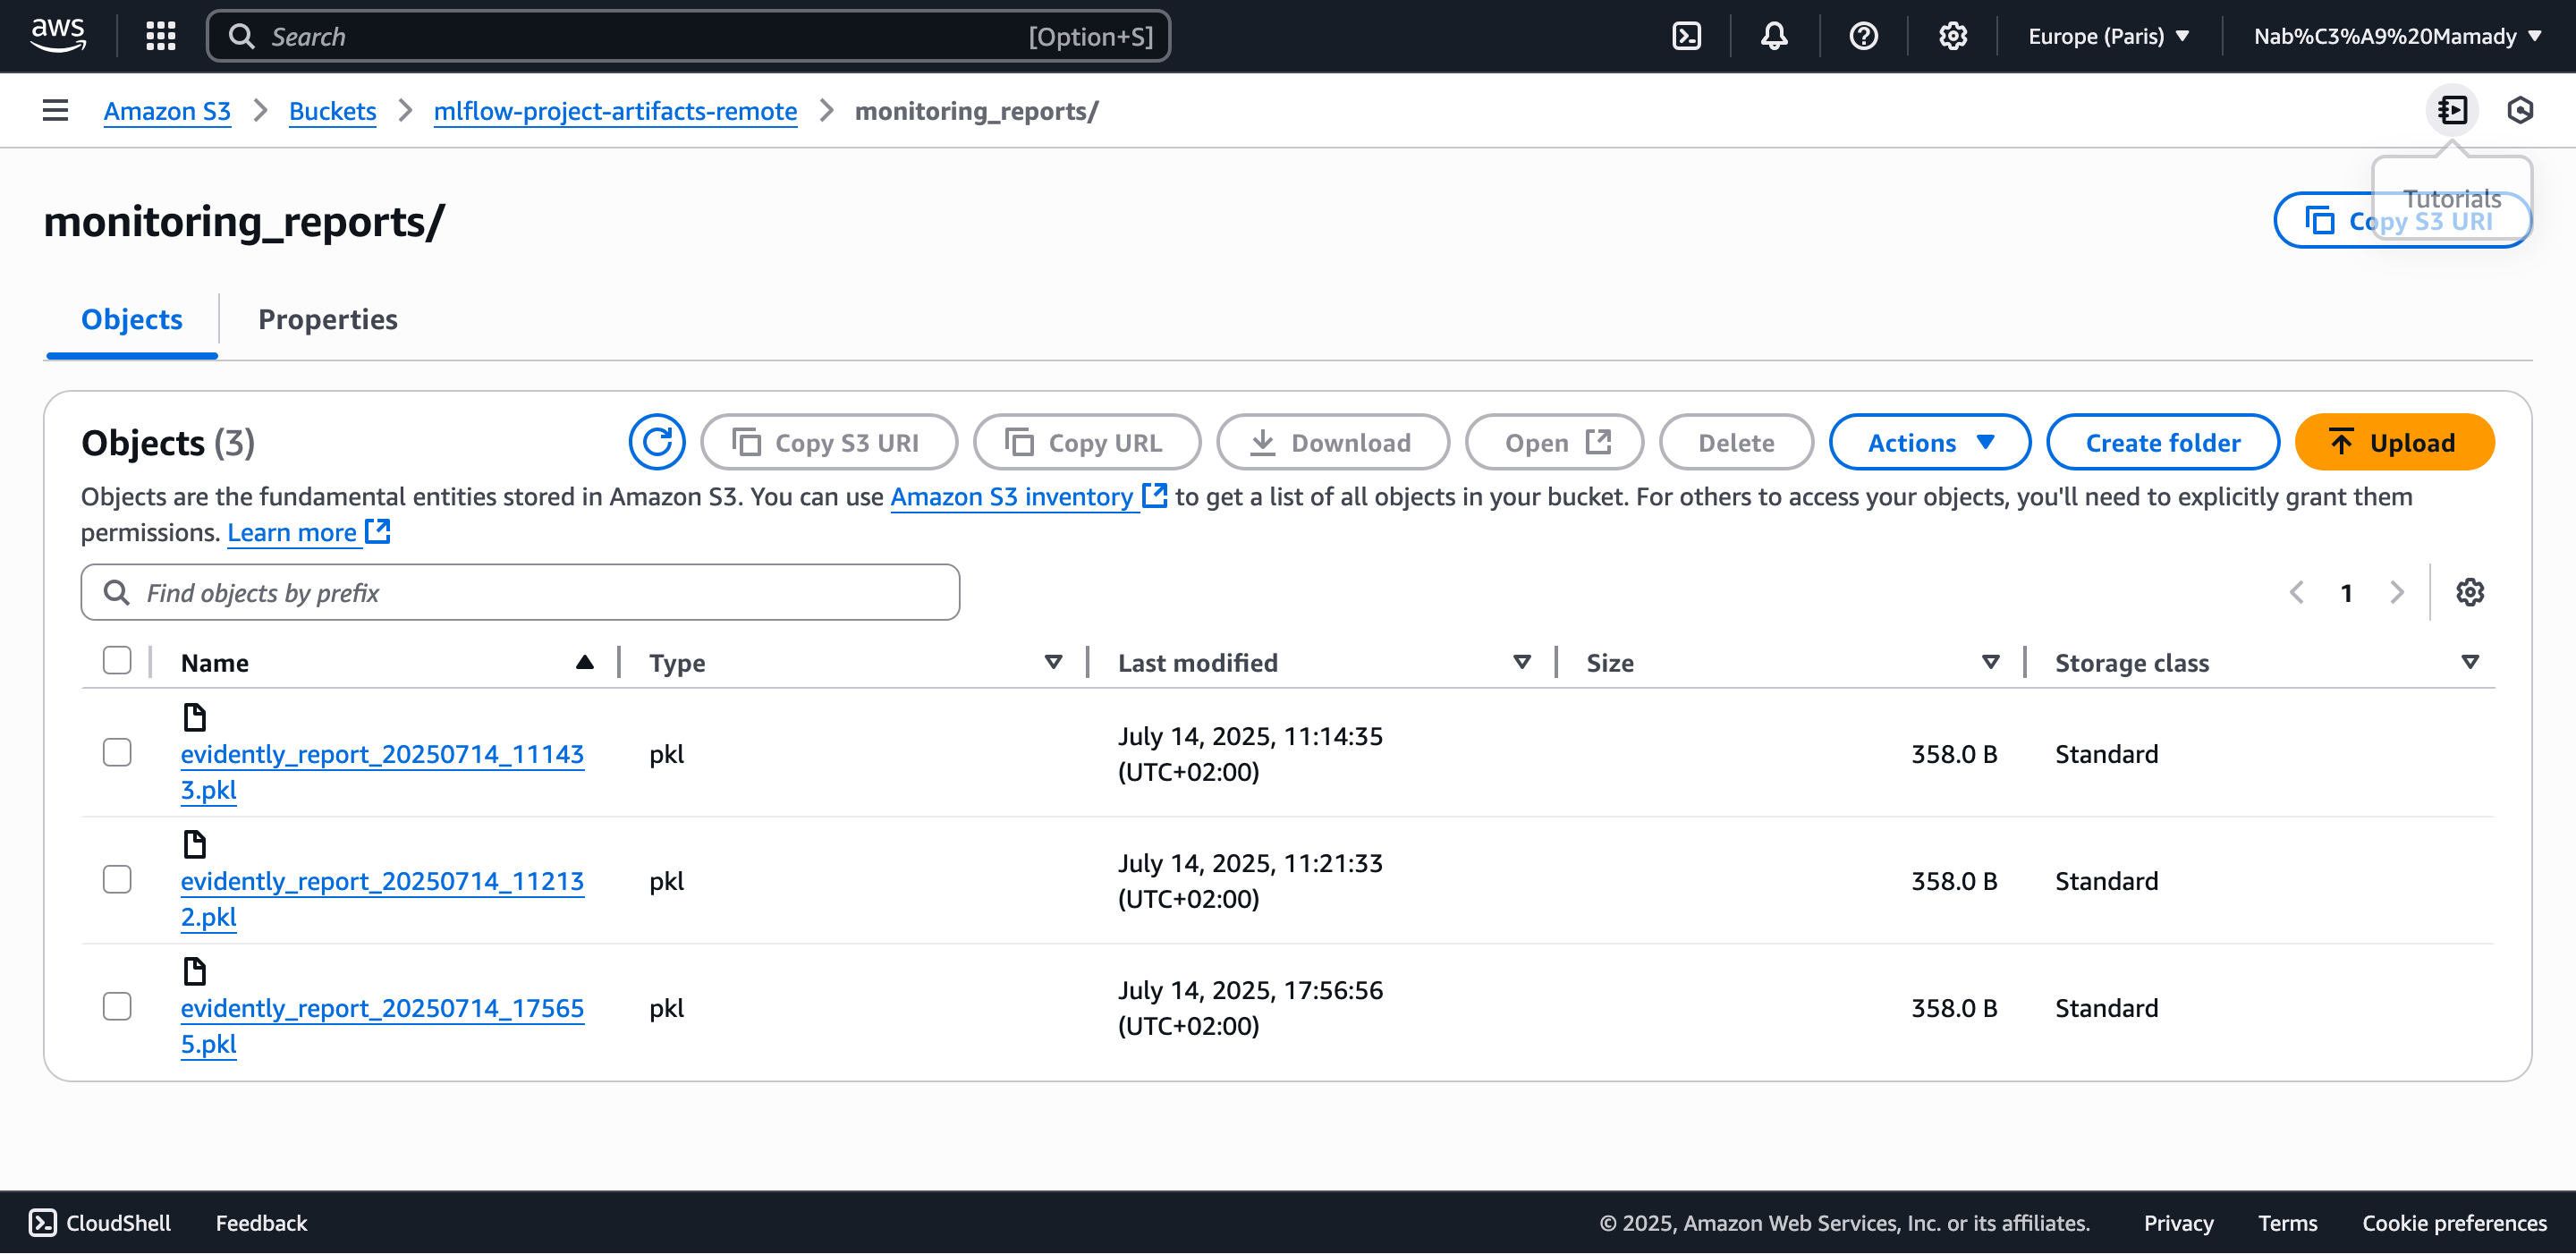 aws
Search [Option+S] Europe (Paris) Nab%C3%A9%20Mamady
Amazon S3 Buckets mlflow-project-artifacts-remote monitoring_reports/
Tutorials
monitoring_reports/ Copy S3 URI
Objects Properties
Objects (3) Copy S3 URI Copy URL Download Open Delete Actions Create folder Upload
Objects are the fundamental entities stored in Amazon S3. You can use Amazon S3 inventory to get a list of all objects in your bucket. For others to access your objects, you'll need to explicitly grant them
permissions. Learn more
Find objects by prefix 1
Name Type Last modified Size Storage class
evidently_report_20250714_11143
3.pkl
pkl
July 14, 2025, 11:14:35
(UTC+02:00)
358.0 B
Standard
evidently_report_20250714_11213
2.pkl
pkl
July 14, 2025, 11:21:33
(UTC+02:00)
358.0 B
Standard
evidently_report_20250714_17565
5.pkl
pkl
July 14, 2025, 17:56:56
(UTC+02:00)
358.0 B
Standard
CloudShell Feedback © 2025, Amazon Web Services, Inc. or its affiliates. Privacy Terms Cookie preferences